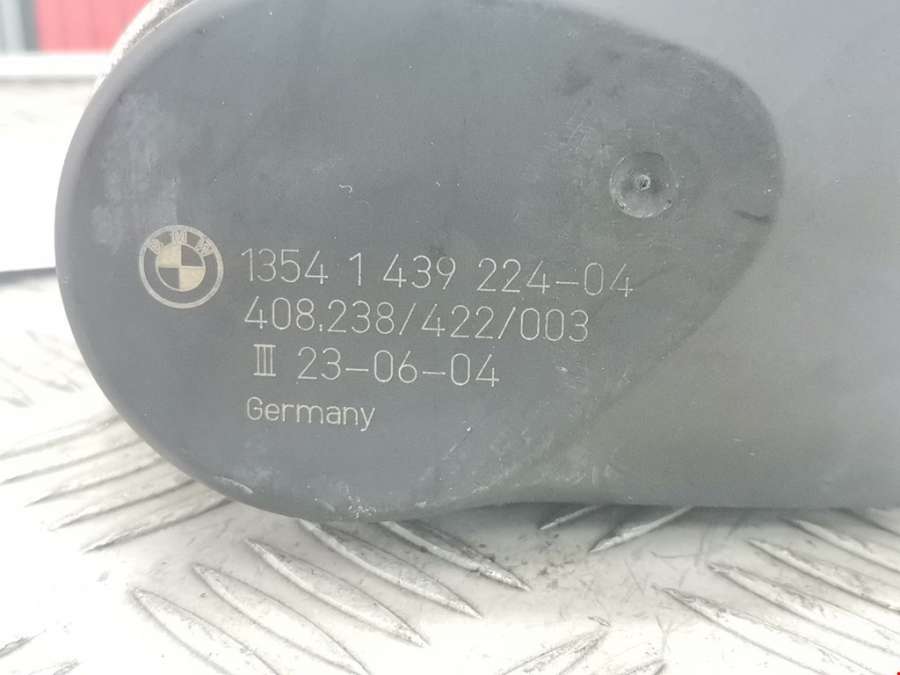 BMW
1354 1 439 224-04
408.238/422/003
III 23-06-04
Germany